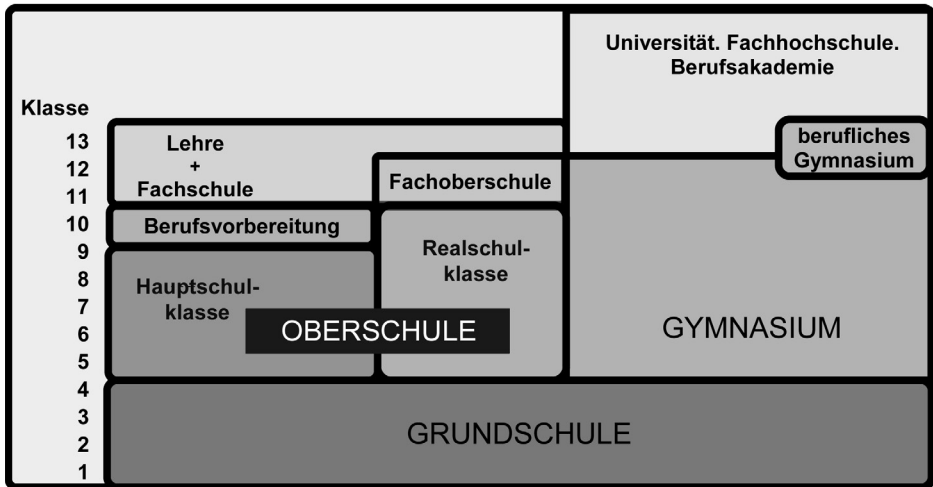 Universität. Fachhochschule.
Berufsakademie
Klasse
13
12
11
10
9
8
7
6
5
4
3
2
1
Lehre
+
Fachschule
Fachoberschule
berufliches
Gymnasium
Berufsvorbereitung
Hauptschul-
klasse
Realschul-
klasse
OBERSCHULE
GYMNASIUM
GRUNDSCHULE